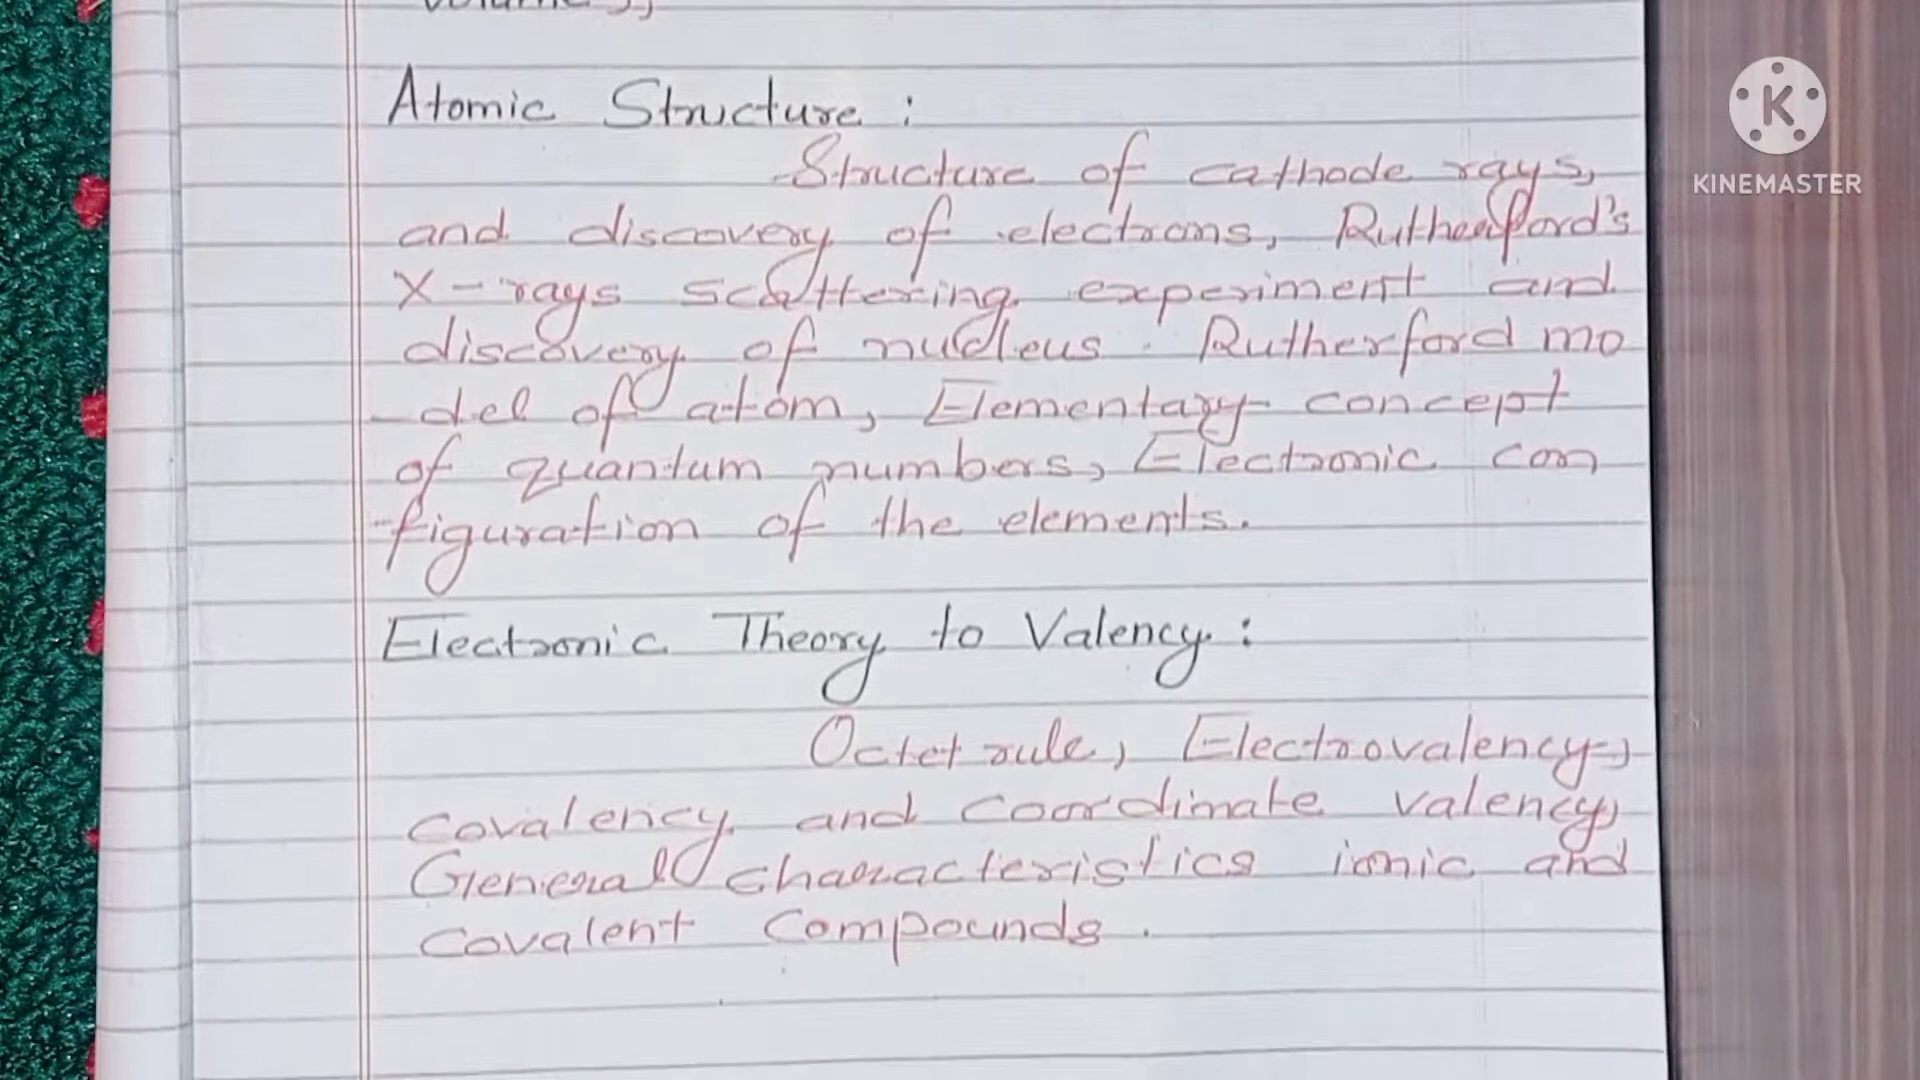 Atomic Structure :
Structure of cathode rays,
and discovery of electrons, Rutherford's
X-rays scattering experiment and
discovery of nucleus. Rutherford mo
-del of atom, Elementary concept
of quantum numbers, Electronic con
figuration of the elements.
Electronic Theory to Valency :
Octet rule, Electrovalency,
covalency and coordinate valency,
General characteristics ionic and
covalent compounds.
K
KINEMASTER